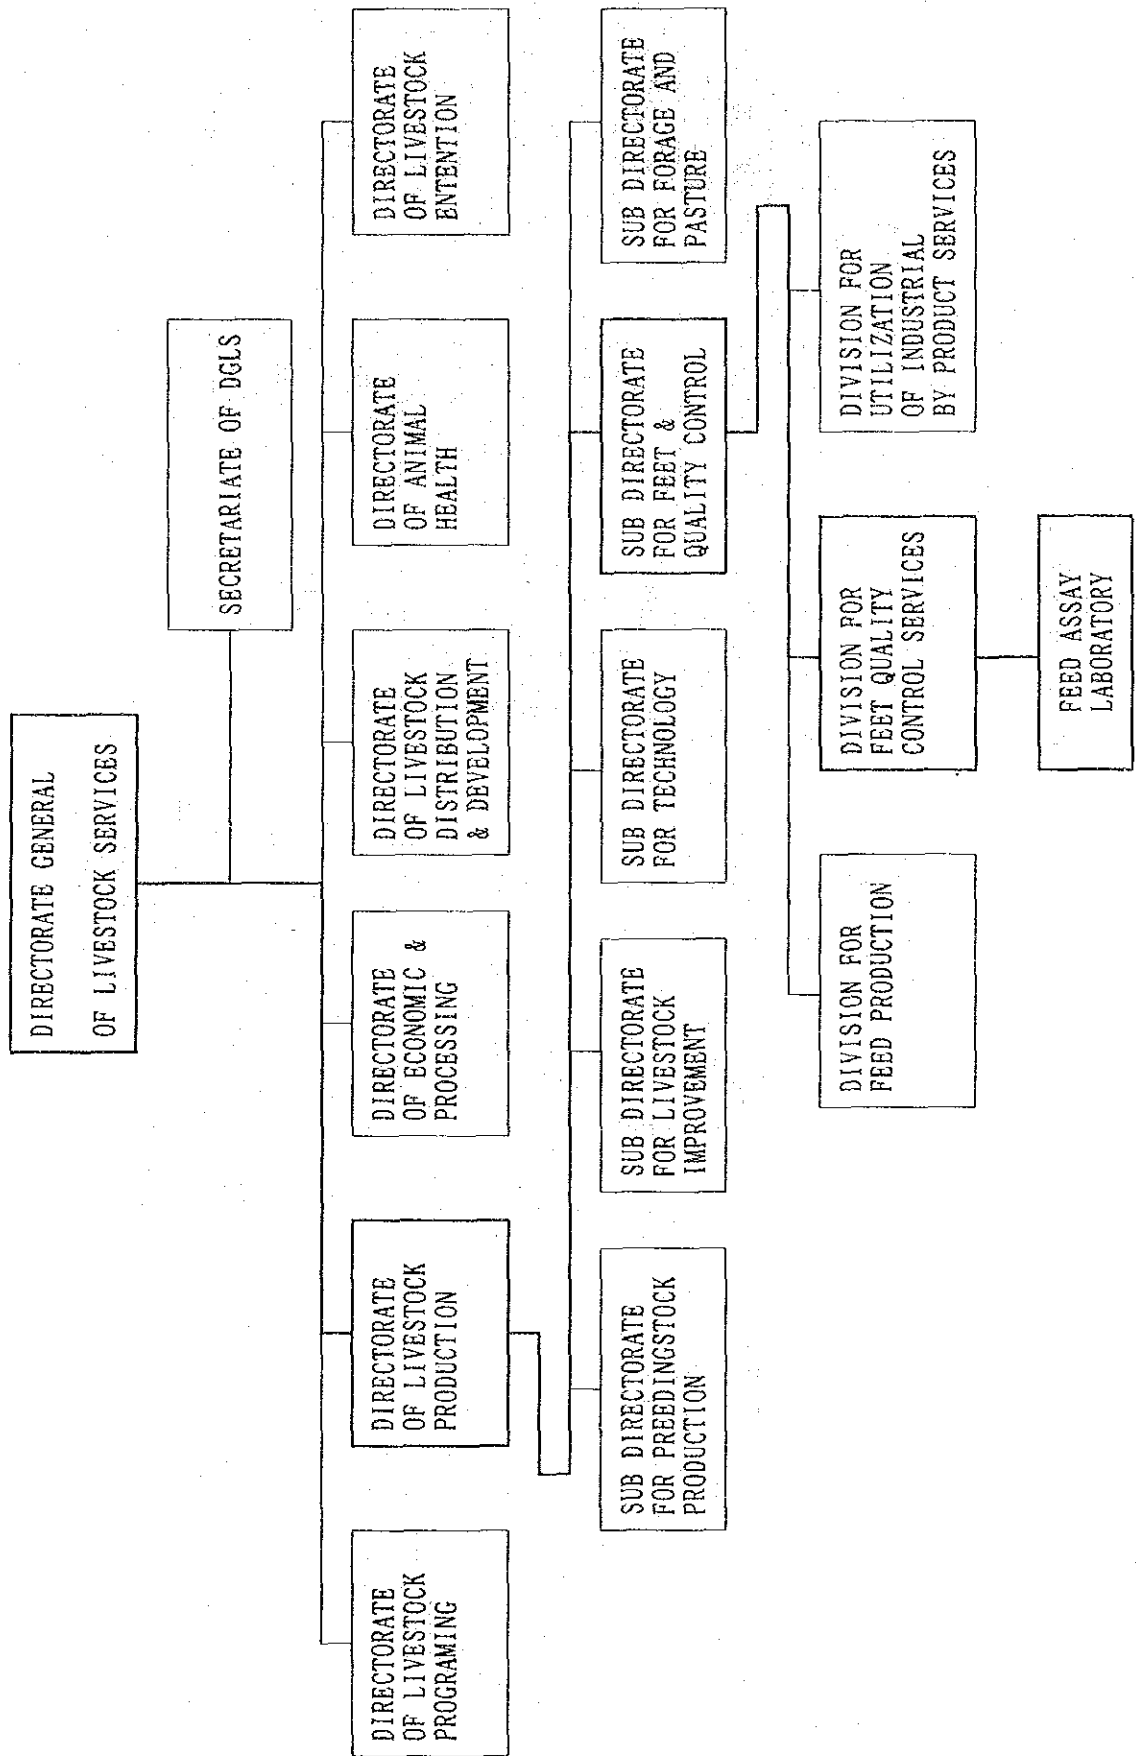 DIRECTORATE GENERAL
OF LIVESTOCK SERVICES
SECRETARIATE OF DGLS
DIRECTORATE
OF LIVESTOCK
PROGRAMING
DIRECTORATE
OF LIVESTOCK
PRODUCTION
DIRECTORATE
OF ECONOMIC &
PROCESSING
DIRECTORATE
OF LIVESTOCK
DISTRIBUTION
& DEVELOPMENT
DIRECTORATE
OF ANIMAL
HEALTH
DIRECTORATE
OF LIVESTOCK
ENTENTION
SUB DIRECTORATE
FOR PREEDINGSTOCK
PRODUCTION
SUB DIRECTORATE
FOR LIVESTOCK
IMPROVEMENT
SUB DIRECTORATE
FOR TECHNOLOGY
SUB DIRECTORATE
FOR FEET &
QUALITY CONTROL
SUB DIRECTORATE
FOR FORAGE AND
PASTURE
DIVISION FOR
FEED PRODUCTION
DIVISION FOR
FEET QUALITY
CONTROL SERVICES
DIVISION FOR
UTILIZATION
OF INDUSTRIAL
BY PRODUCT SERVICES
FEED ASSAY
LABORATORY